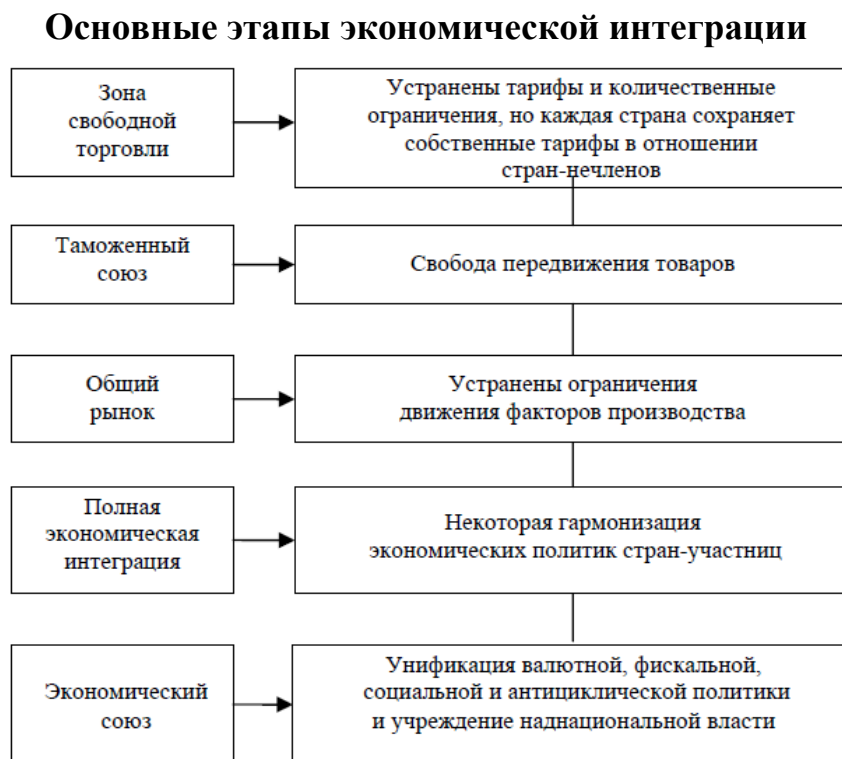 Основные этапы экономической интеграции
Зона
свободной
торговли
Устранены тарифы и количественные
ограничения, но каждая страна сохраняет
собственные тарифы в отношении
стран-нечленов
Таможенный
союз
Свобода передвижения товаров
Общий
рынок
Устранены ограничения
движения факторов производства
Полная
экономическая
интеграция
Некоторая гармонизация
экономических политик стран-участниц
Экономический
союз
Унификация валютной, фискальной,
социальной и антициклической политики
и учреждение наднациональной власти